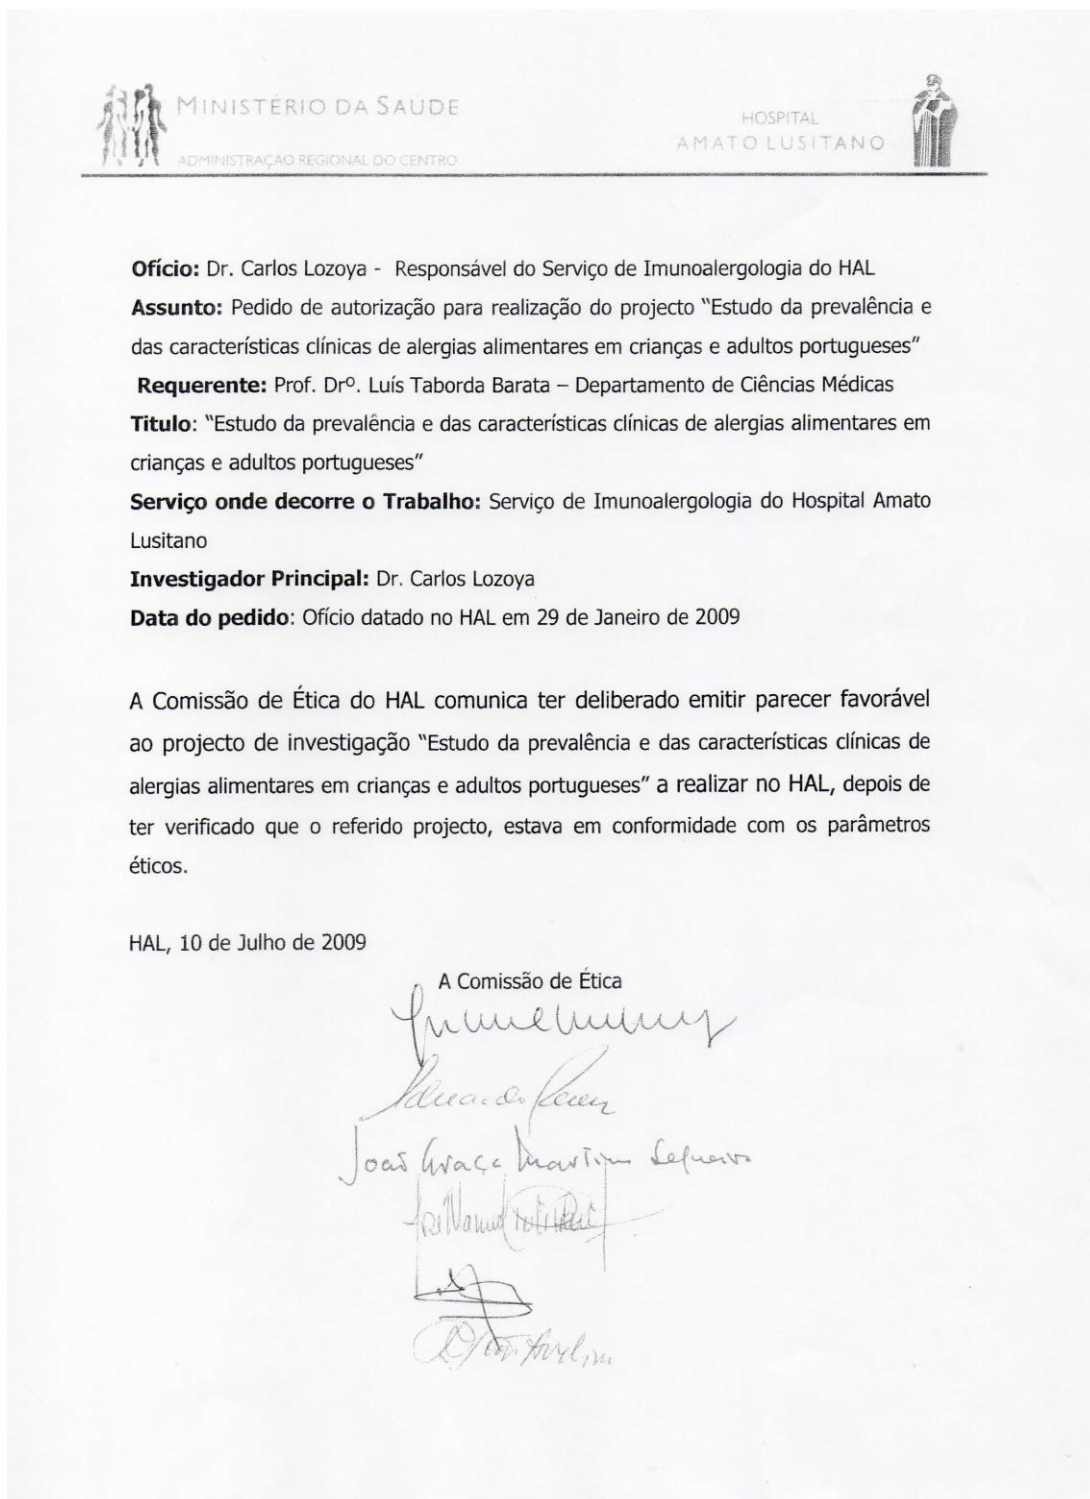 MINISTÉRIO DA SAÚDE
ADMINISTRAÇÃO REGIONAL DO CENTRO
HOSPITAL
AMATO LUSITANO
Ofício: Dr. Carlos Lozoya - Responsável do Serviço de Imunoalergologia do HAL
Assunto: Pedido de autorização para realização do projecto “Estudo da prevalência e
das características clínicas de alergias alimentares em crianças e adultos portugueses”
Requerente: Prof. Drº. Luís Taborda Barata – Departamento de Ciências Médicas
Titulo: “Estudo da prevalência e das características clínicas de alergias alimentares em
crianças e adultos portugueses”
Serviço onde decorre o Trabalho: Serviço de Imunoalergologia do Hospital Amato
Lusitano
Investigador Principal: Dr. Carlos Lozoya
Data do pedido: Ofício datado no HAL em 29 de Janeiro de 2009
A Comissão de Ética do HAL comunica ter deliberado emitir parecer favorável
ao projecto de investigação “Estudo da prevalência e das características clínicas de
alergias alimentares em crianças e adultos portugueses” a realizar no HAL, depois de
ter verificado que o referido projecto, estava em conformidade com os parâmetros
éticos.
HAL, 10 de Julho de 2009
A Comissão de Ética
Eduardo
João Graça Martins Sequeira
José Manuel